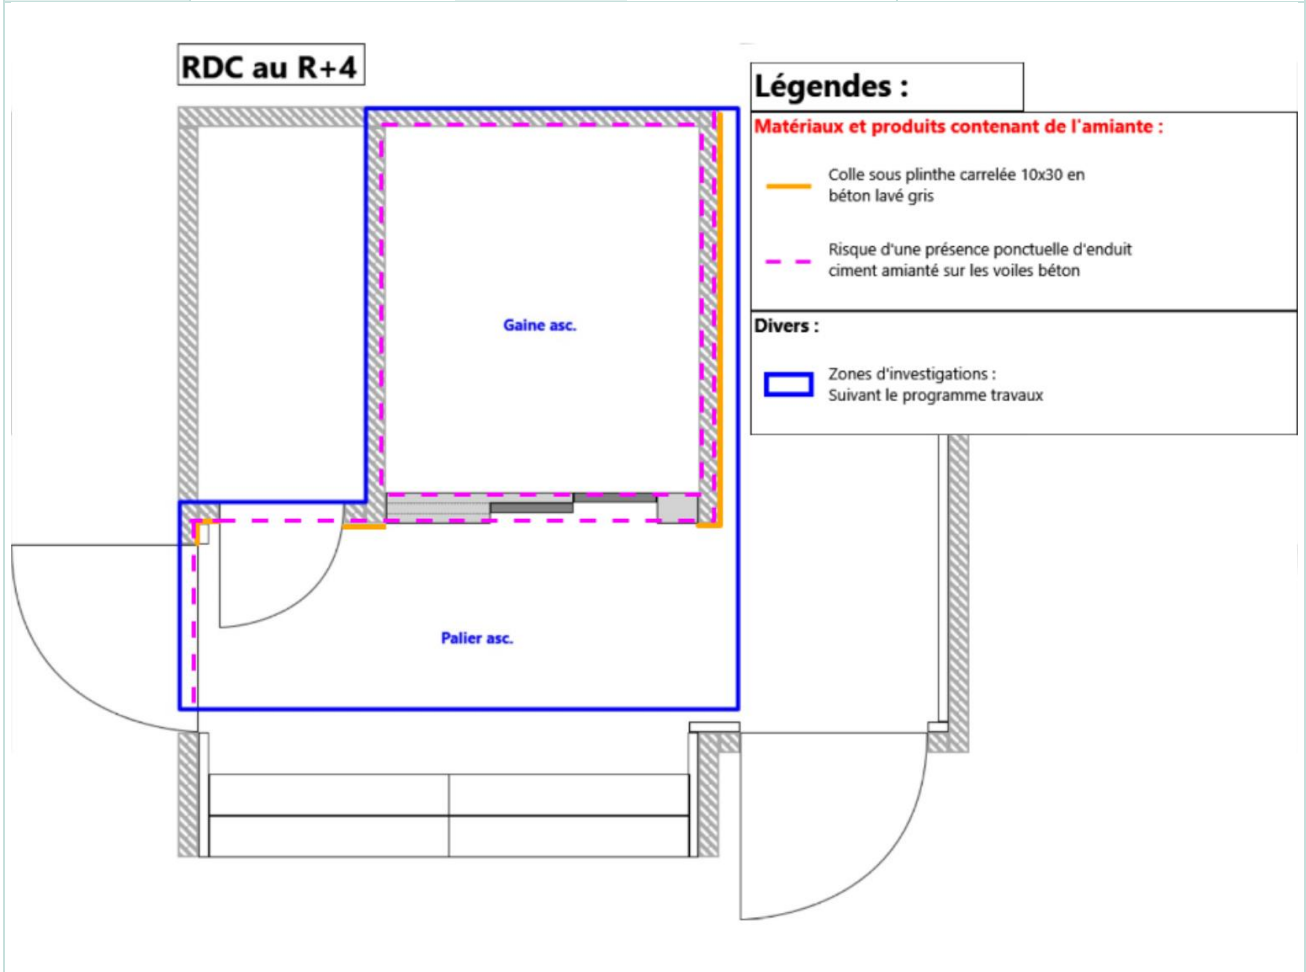 RDC au R+4
Légendes :
Matériaux et produits contenant de l'amiante :
Colle sous plinthe carrelée 10x30 en
béton lavé gris
Risque d'une présence ponctuelle d'enduit
ciment amianté sur les voiles béton
Divers :
Zones d'investigations :
Suivant le programme travaux
Gaine asc.
Palier asc.